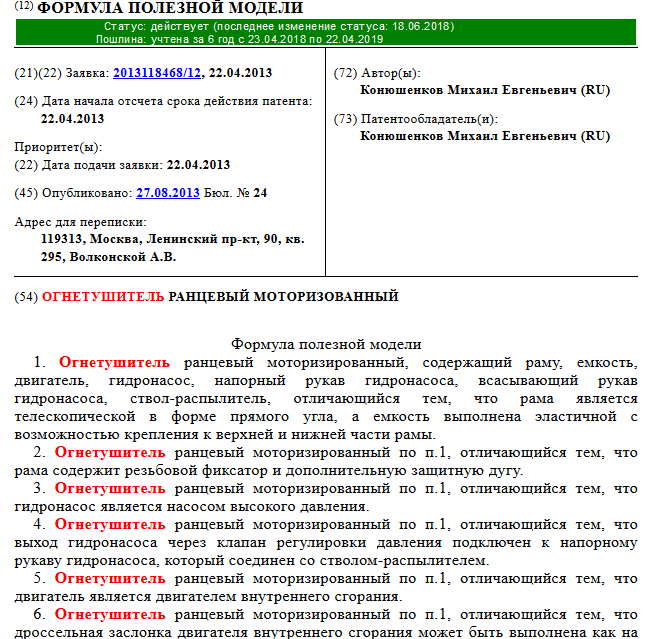 (12) ФОРМУЛА ПОЛЕЗНОЙ МОДЕЛИ
Статус: действует (последнее изменение статуса: 18.06.2018)
Пошлина: учтена за 6 год с 23.04.2018 по 22.04.2019
(21)(22) Заявка: 2013118468/12, 22.04.2013
(24) Дата начала отсчета срока действия патента:
22.04.2013
Приоритет(ы):
(22) Дата подачи заявки: 22.04.2013
(45) Опубликовано: 27.08.2013 Бюл. № 24
Адрес для переписки:
119313, Москва, Ленинский пр-кт, 90, кв.
295, Волконской А.В.
(72) Автор(ы):
Конюшенков Михаил Евгеньевич (RU)
(73) Патентообладатель(и):
Конюшенков Михаил Евгеньевич (RU)
(54) ОГНЕТУШИТЕЛЬ РАНЦЕВЫЙ МОТОРИЗОВАННЫЙ
Формула полезной модели
1. Огнетушитель ранцевый моторизированный, содержащий раму, емкость,
двигатель, гидронасос, напорный рукав гидронасоса, всасывающий рукав
гидронасоса, ствол-распылитель, отличающийся тем, что рама является
телескопической в форме прямого угла, а емкость выполнена эластичной с
возможностью крепления к верхней и нижней части рамы.
2. Огнетушитель ранцевый моторизированный по п.1, отличающийся тем, что
рама содержит резьбовой фиксатор и дополнительную защитную дугу.
3. Огнетушитель ранцевый моторизированный по п.1, отличающийся тем, что
гидронасос является насосом высокого давления.
4. Огнетушитель ранцевый моторизированный по п.1, отличающийся тем, что
выход гидронасоса через клапан регулировки давления подключен к напорному
рукаву гидронасоса, который соединен со стволом-распылителем.
5. Огнетушитель ранцевый моторизированный по п.1, отличающийся тем, что
двигатель является двигателем внутреннего сгорания.
6. Огнетушитель ранцевый моторизированный по п.1, отличающийся тем, что
дроссельная заслонка двигателя внутреннего сгорания может быть выполнена как на